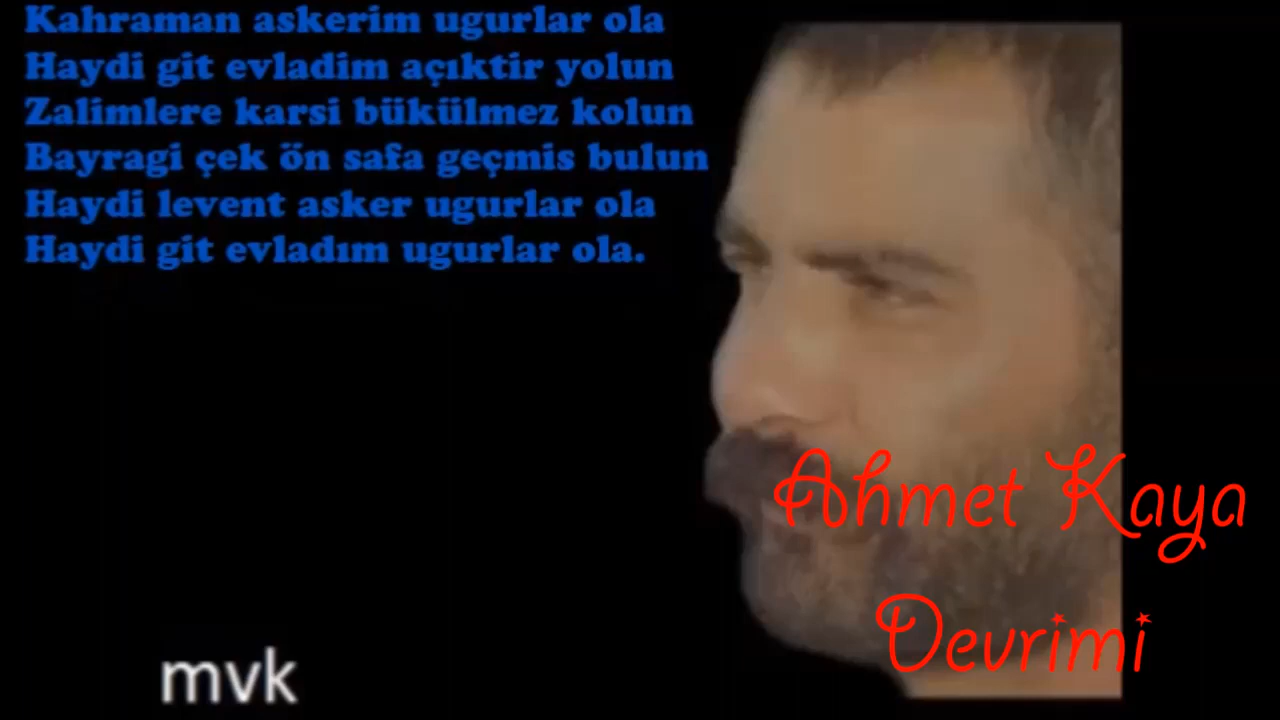 Kahraman askerim ugurlar ola
Haydi git evladim açıktir yolun
Zalimlere karsi bükülmez kolun
Bayragi çek ön safa geçmis bulun
Haydi levent asker ugurlar ola
Haydi git evladım ugurlar ola.
Ahmet Kaya
Devrimi
mvk